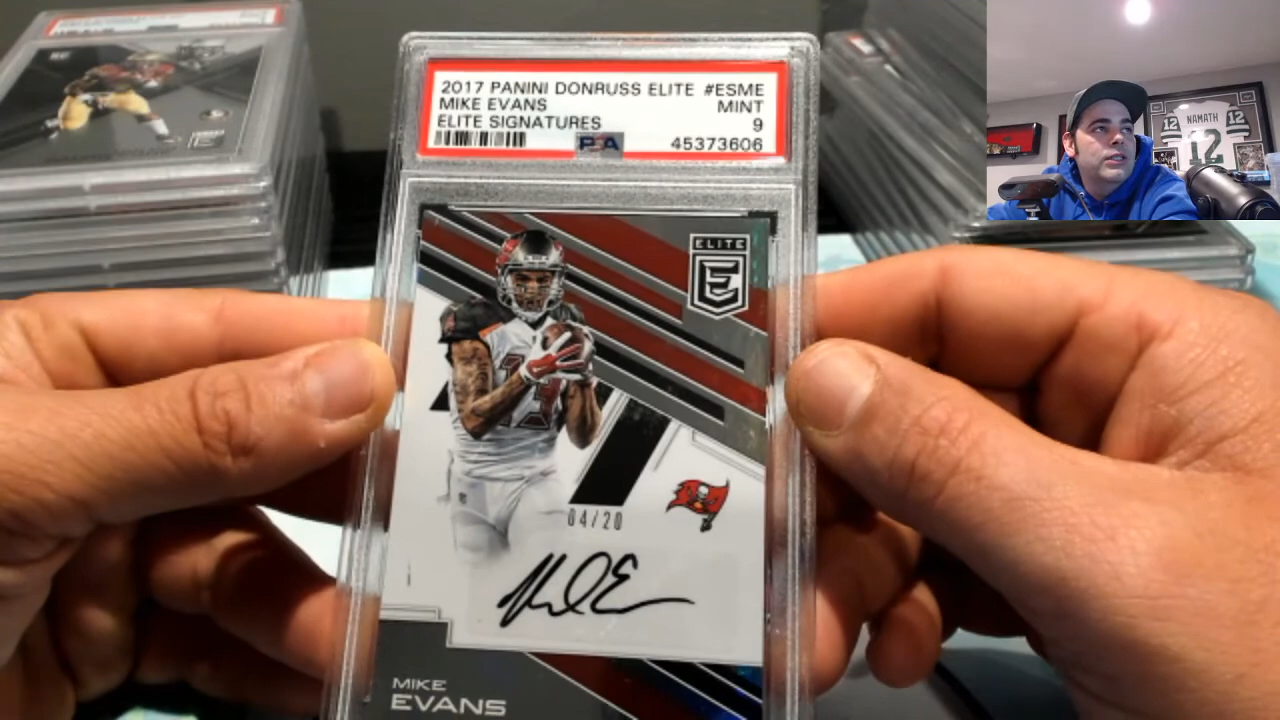 2017 PANINI DONRUSS ELITE #ESME
MIKE EVANS MINT
ELITE SIGNATURES 9
PSA 45373606
ELITE
E
13
04/20
MIKE
EVANS
NAMATH
12 12
12